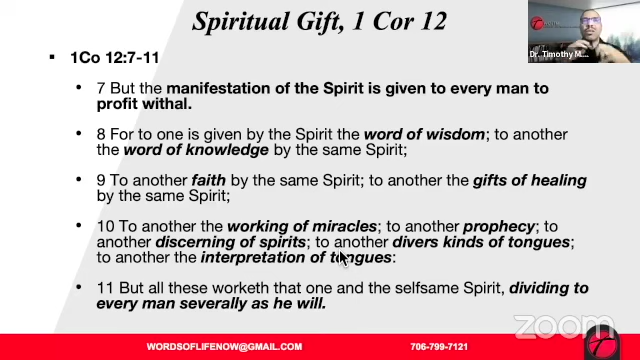 Spiritual Gift, 1 Cor 12
Dr. Timothy M...
▪ 1Co 12:7-11
• 7 But the manifestation of the Spirit is given to every man to
profit withal.
• 8 For to one is given by the Spirit the word of wisdom; to another
the word of knowledge by the same Spirit;
• 9 To another faith by the same Spirit; to another the gifts of healing
by the same Spirit;
• 10 To another the working of miracles; to another prophecy; to
another discerning of spirits; to another divers kinds of tongues;
to another the interpretation of tongues:
• 11 But all these worketh that one and the selfsame Spirit, dividing to
every man severally as he will.
zoom
WORDSOFLIFENOW@GMAIL.COM 706-799-7121